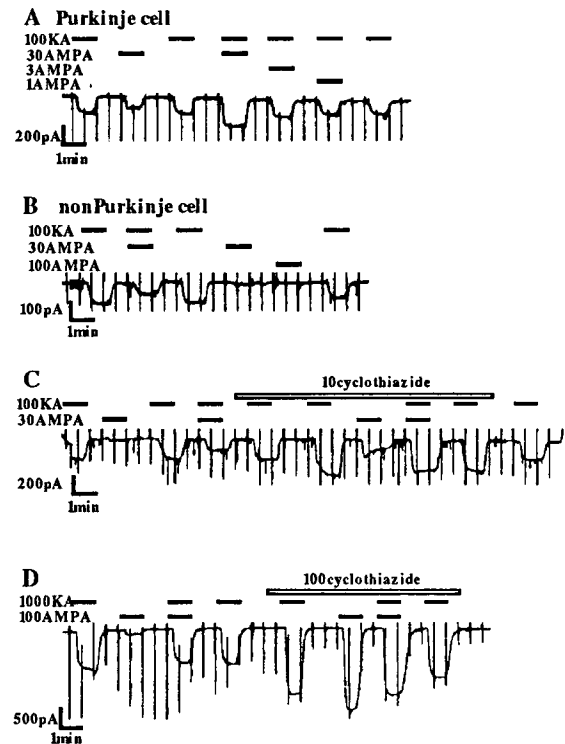 A Purkinje cell
100KA
30AMPA
3AMPA
1AMPA
200pA
1min
B nonPurkinje cell
100KA
30AMPA
100AMPA
100pA
1min
C
10cyclothiazide
100KA
30AMPA
200pA
1min
D
100cyclothiazide
1000KA
100AMPA
500pA
1min